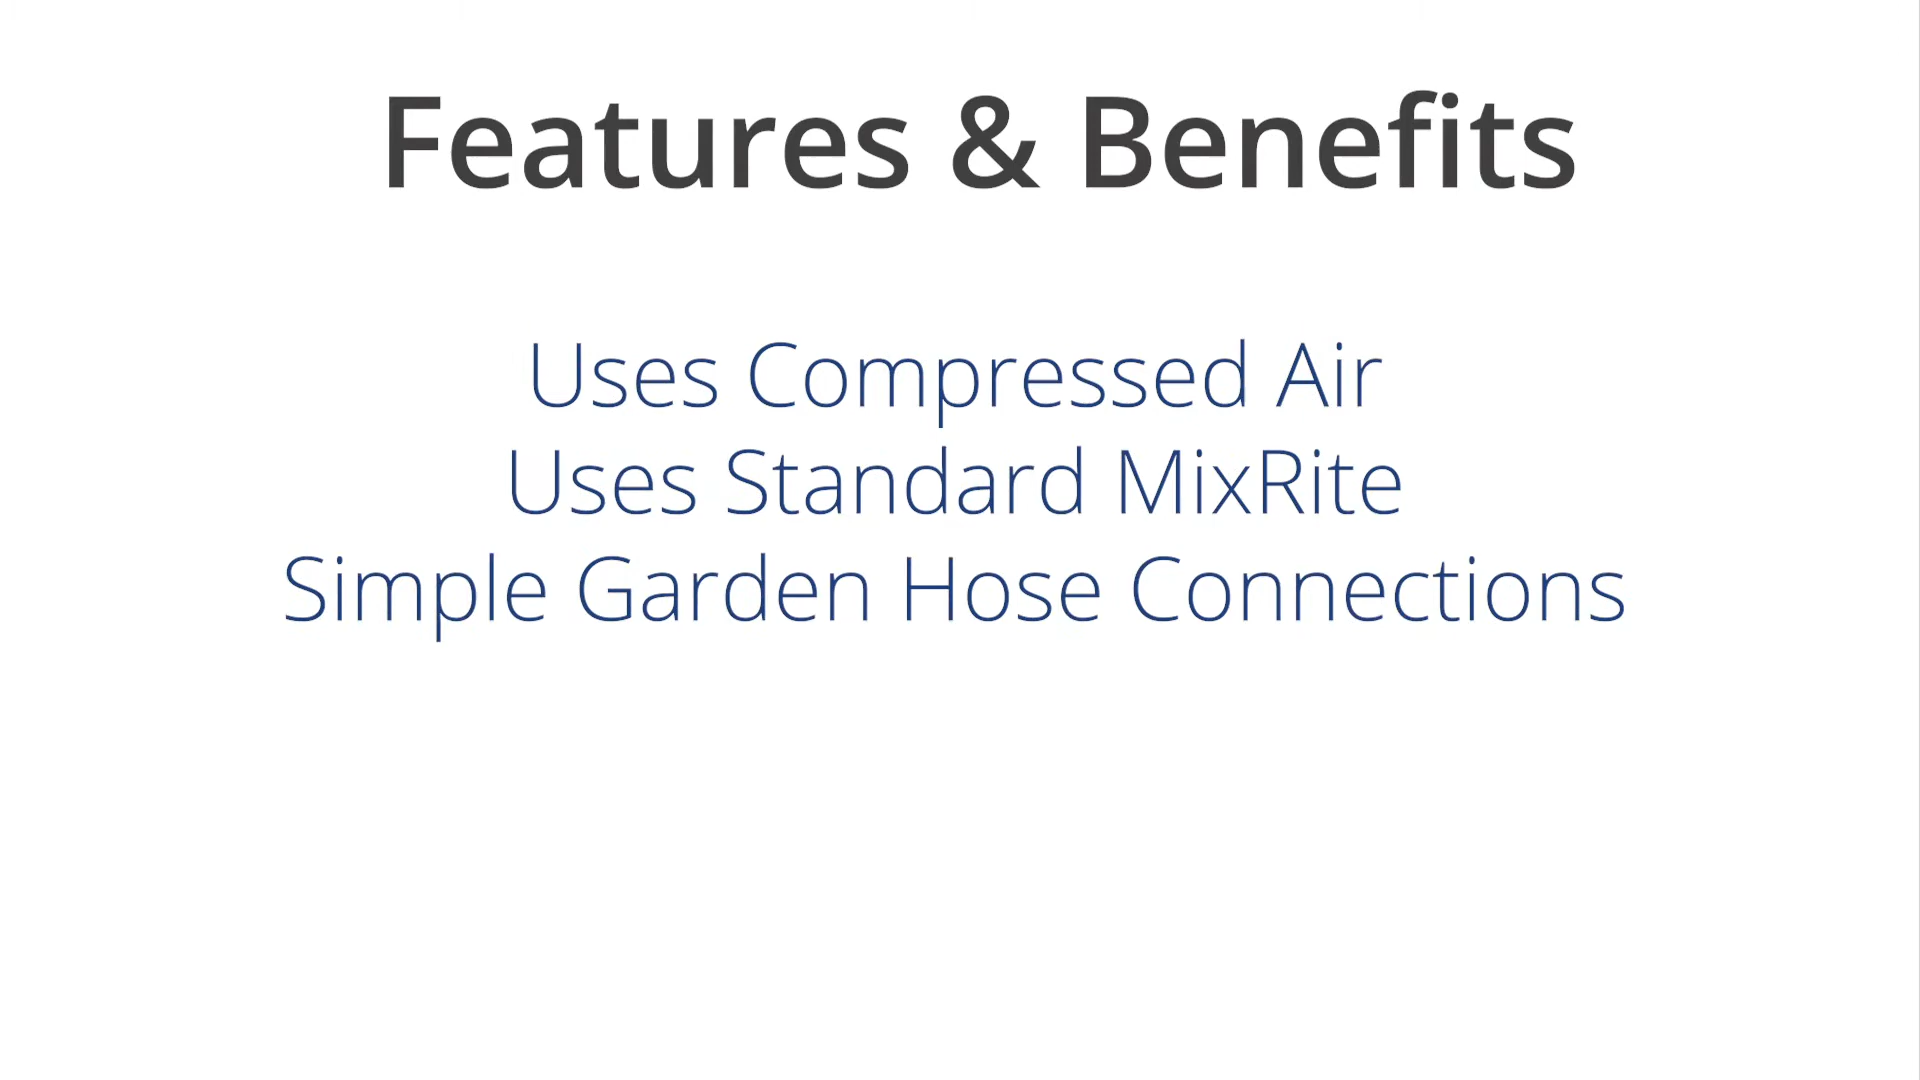 Features & Benefits
Uses Compressed Air
Uses Standard MixRite
Simple Garden Hose Connections